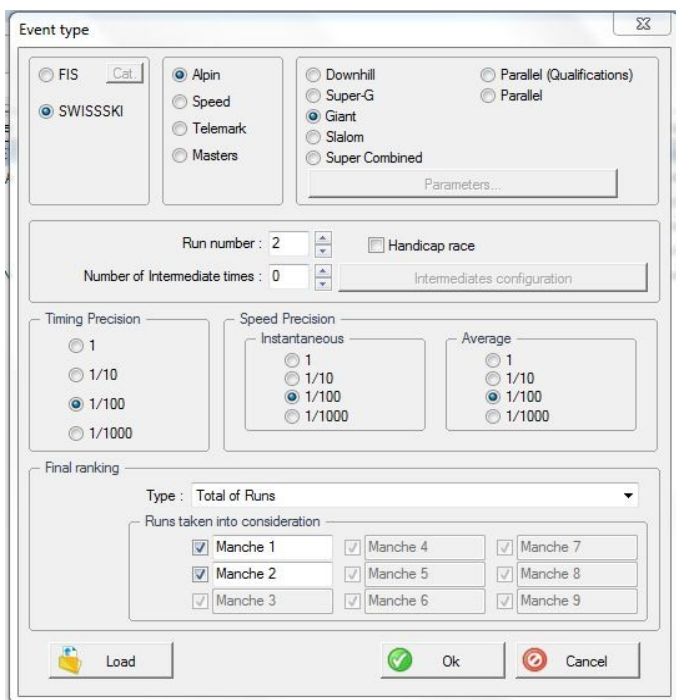 Event type
FIS
Cat.
SWISSSKI
Alpin
Speed
Telemark
Masters
Downhill
Super-G
Giant
Slalom
Super Combined
Parallel (Qualifications)
Parallel
Parameters...
Run number : 2
Handicap race
Number of Intermediate times : 0
Intermediates configuration
Timing Precision
1
1/10
1/100
1/1000
Speed Precision
Instantaneous
1
1/10
1/100
1/1000
Average
1
1/10
1/100
1/1000
Final ranking
Type : Total of Runs
Runs taken into consideration
Manche 1
Manche 2
Manche 3
Manche 4
Manche 5
Manche 6
Manche 7
Manche 8
Manche 9
Load
Ok
Cancel